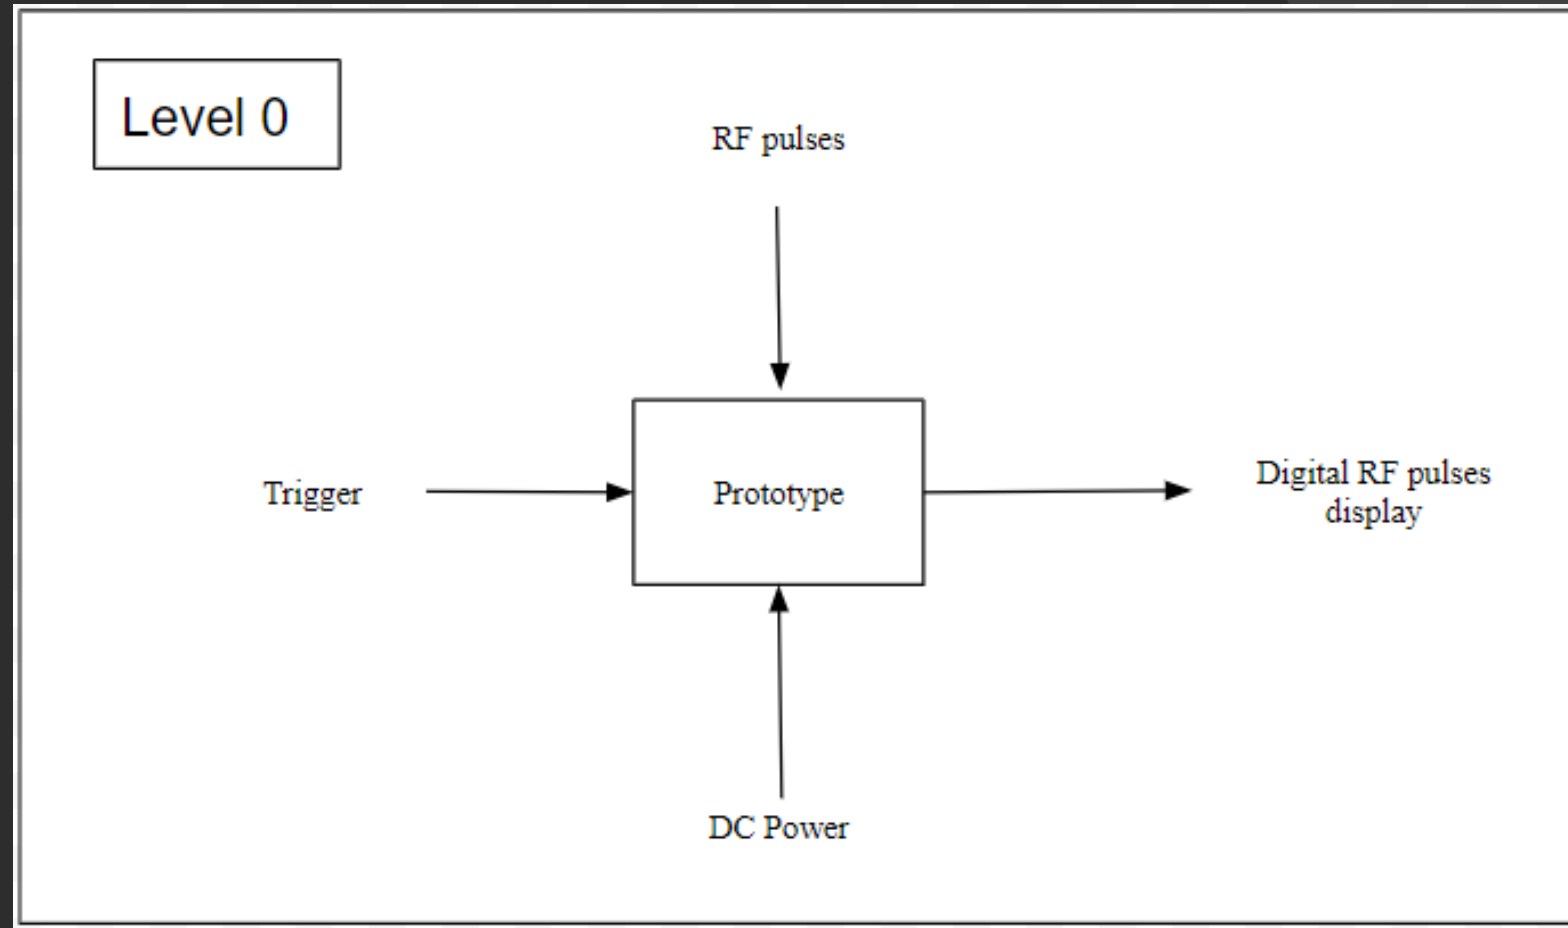 Level 0
RF pulses
Trigger
Prototype
Digital RF pulses
display
DC Power